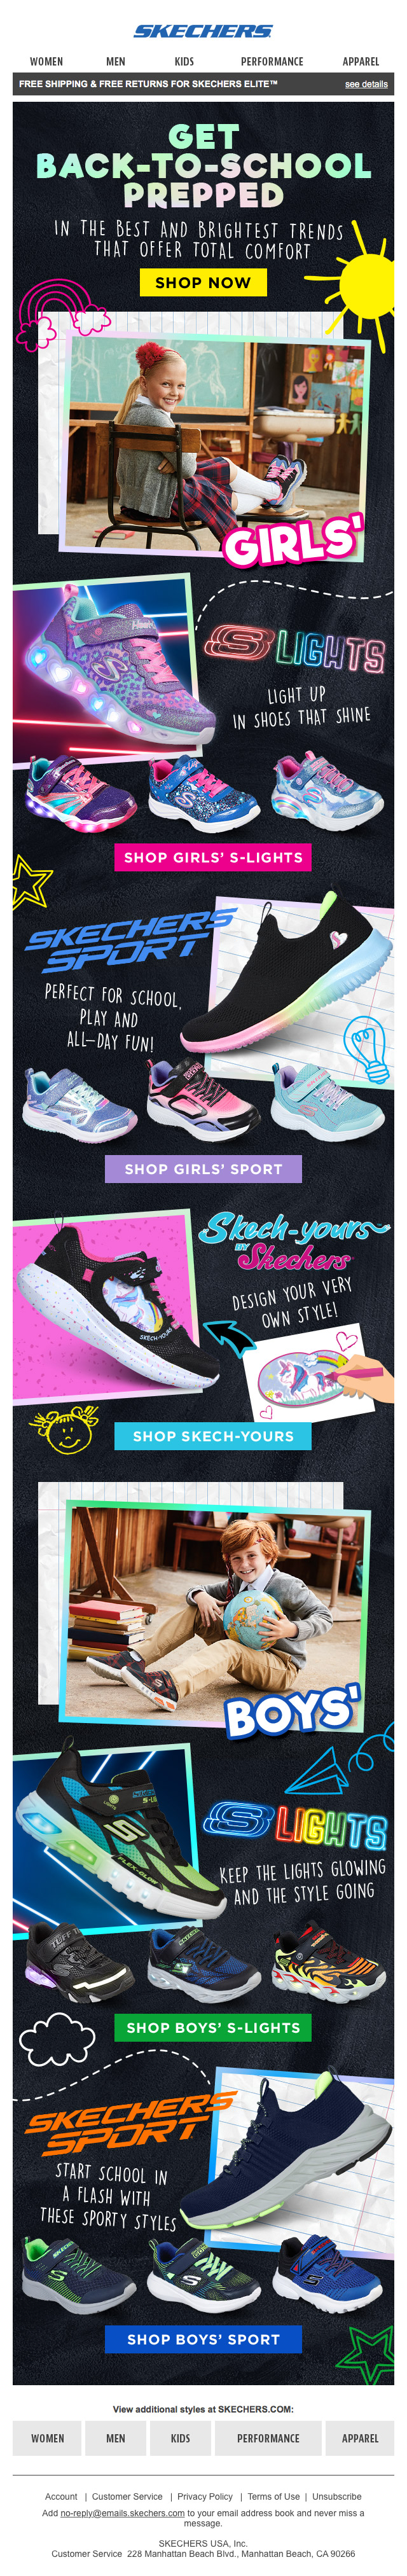 SKECHERS
WOMEN MEN KIDS PERFORMANCE APPAREL
FREE SHIPPING & FREE RETURNS FOR SKECHERS ELITE™ see details
GET
BACK-TO-SCHOOL
PREPPED
IN THE BEST AND BRIGHTEST TRENDS
THAT OFFER TOTAL COMFORT
SHOP NOW
GIRLS'
S LIGHTS
LIGHT UP
IN SHOES THAT SHINE
SHOP GIRLS' S-LIGHTS
SKECHERS
SPORT
PERFECT FOR SCHOOL,
PLAY AND
ALL-DAY FUN!
SHOP GIRLS' SPORT
Skech-yours
BY
Skechers
DESIGN YOUR VERY
OWN STYLE!
SKECH-YOURS
SHOP SKECH-YOURS
BOYS'
S LIGHTS
S-LIGHTS
FLEX-GLOW
KEEP THE LIGHTS GLOWING
AND THE STYLE GOING
SHOP BOYS' S-LIGHTS
SKECHERS
SPORT
START SCHOOL IN
A FLASH WITH
THESE SPORTY STYLES
SHOP BOYS' SPORT
View additional styles at SKECHERS.COM:
WOMEN MEN KIDS PERFORMANCE APPAREL
Account | Customer Service | Privacy Policy | Terms of Use | Unsubscribe
Add no-reply@emails.skechers.com to your email address book and never miss a
message.
SKECHERS USA, Inc.
Customer Service 228 Manhattan Beach Blvd., Manhattan Beach, CA 90266